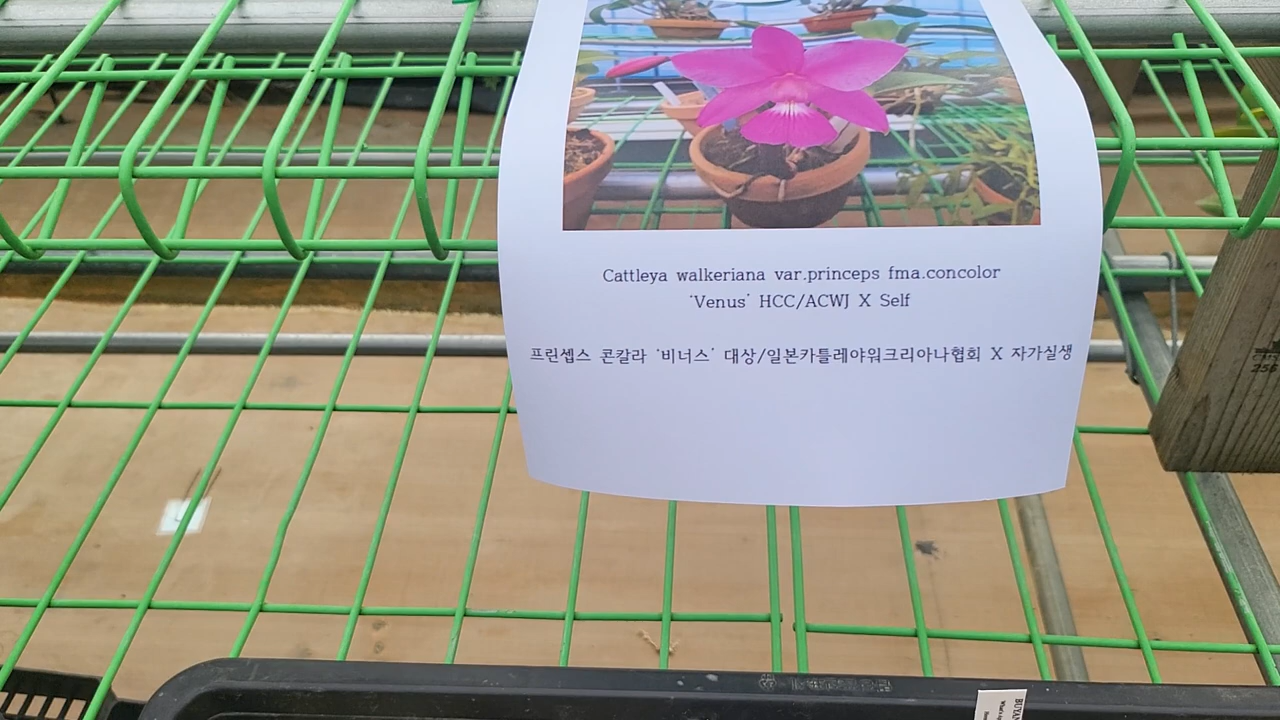 Cattleya walkeriana var.princeps fma.concolor
'Venus' HCC/ACWJ X Self
프린셉스 콘칼라 '비너스' 대상/일본카틀레야워크리아나협회 X 자가실생